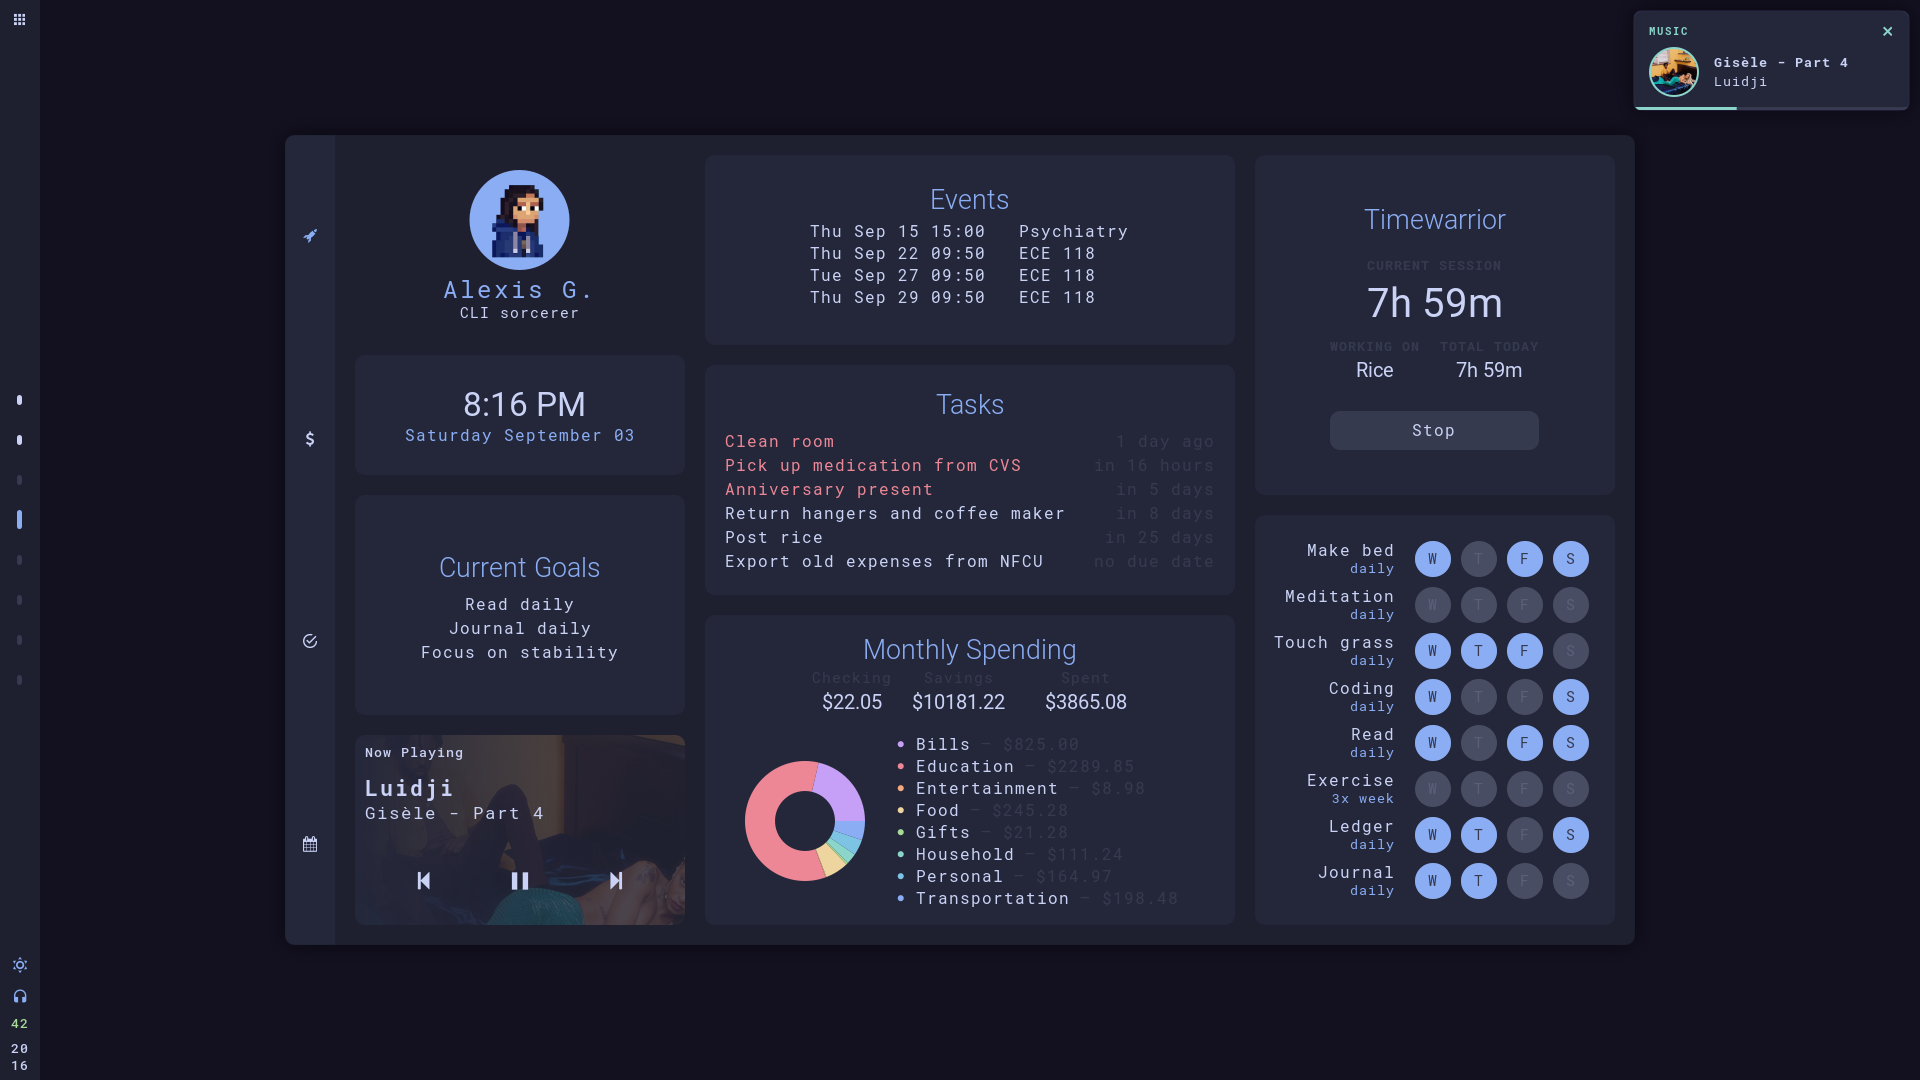 MUSIC
Gisèle - Part 4
Luidji
Alexis G.
CLI sorcerer
8:16 PM
Saturday September 03
Current Goals
Read daily
Journal daily
Focus on stability
Now Playing
Luidji
Gisèle - Part 4
Events
Thu Sep 15 15:00 Psychiatry
Thu Sep 22 09:50 ECE 118
Tue Sep 27 09:50 ECE 118
Thu Sep 29 09:50 ECE 118
Tasks
Clean room 1 day ago
Pick up medication from CVS in 16 hours
Anniversary present in 5 days
Return hangers and coffee maker in 8 days
Post rice in 25 days
Export old expenses from NFCU no due date
Monthly Spending
Checking Savings Spent
$22.05 $10181.22 $3865.08
Bills — $825.00
Education — $2289.85
Entertainment — $8.98
Food — $245.28
Gifts — $21.28
Household — $111.24
Personal — $164.97
Transportation — $198.48
Timewarrior
CURRENT SESSION
7h 59m
WORKING ON TOTAL TODAY
Rice 7h 59m
Stop
Make bed W T F S
daily
Meditation W T F S
daily
Touch grass W T F S
daily
Coding W T F S
daily
Read W T F S
daily
Exercise W T F S
3x week
Ledger W T F S
daily
Journal W T F S
daily
42
20
16